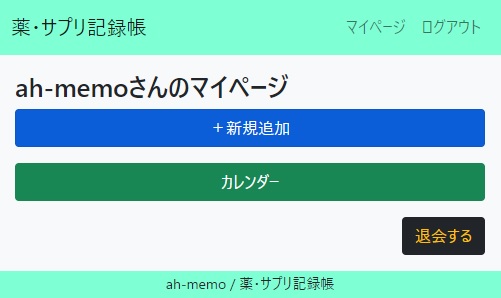 薬・サプリ記録帳
マイページ ログアウト
ah-memoさんのマイページ
＋新規追加
カレンダー
退会する
ah-memo / 薬・サプリ記録帳